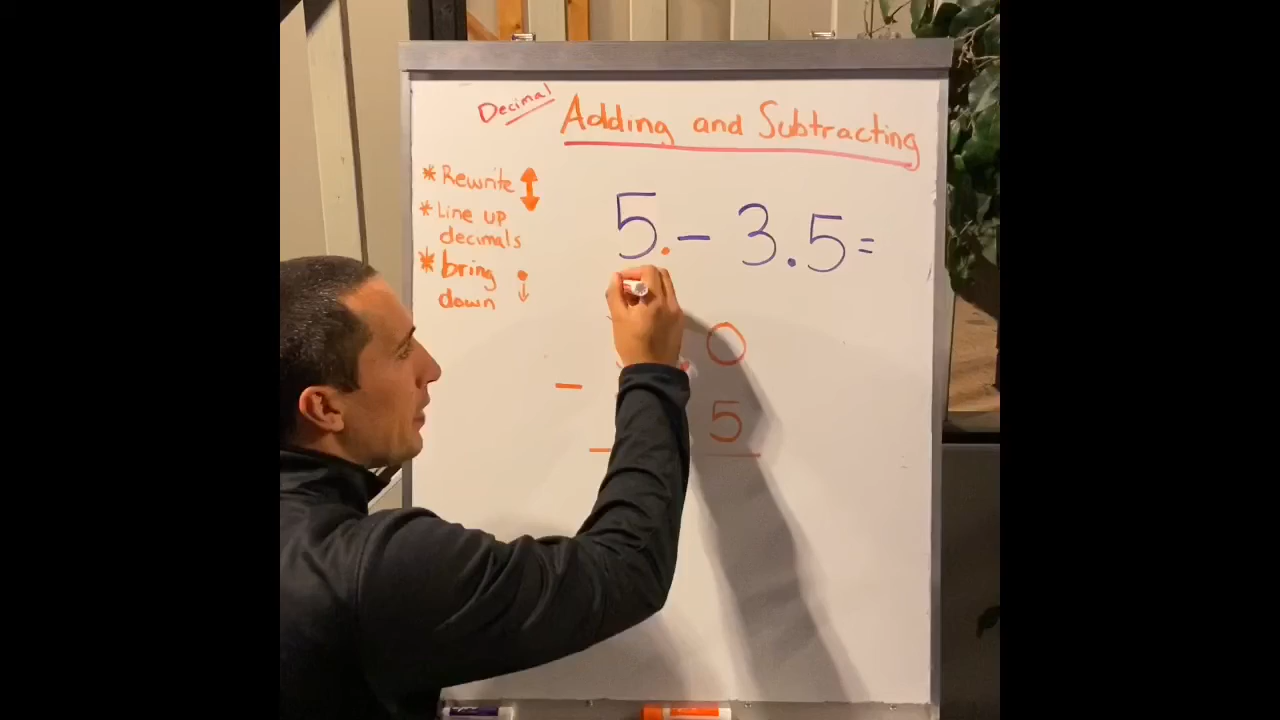 Decimal
Adding and Subtracting
* Rewrite ↕
* Line up
decimals
* bring
down ↓
5. - 3.5 =
0
- 5